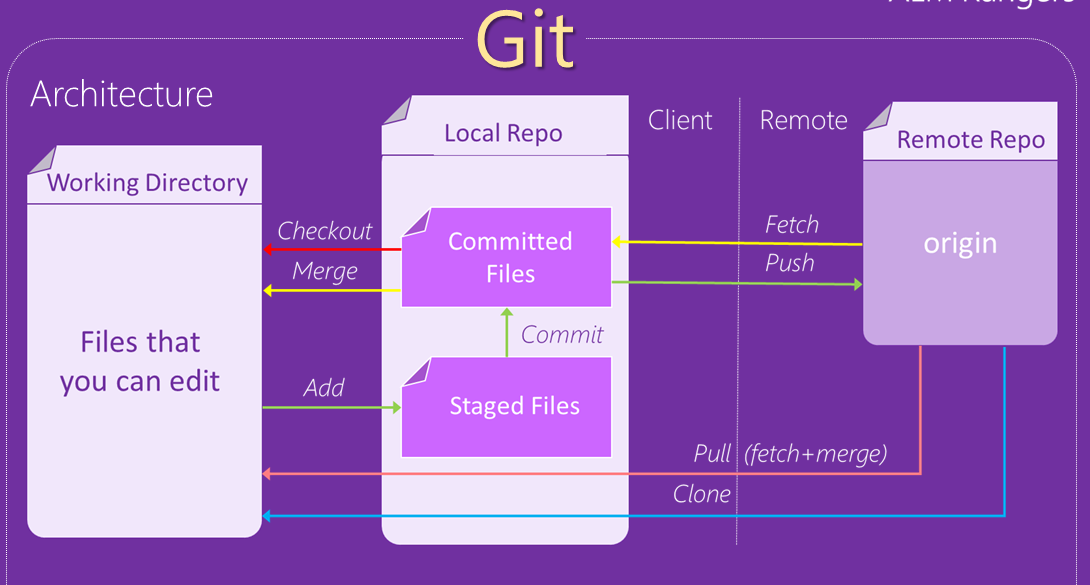 Git
Architecture
Working Directory
Files that
you can edit
Local Repo
Committed
Files
Staged Files
Client
Remote
Remote Repo
origin
Checkout
Merge
Fetch
Push
Commit
Add
Pull (fetch+merge)
Clone